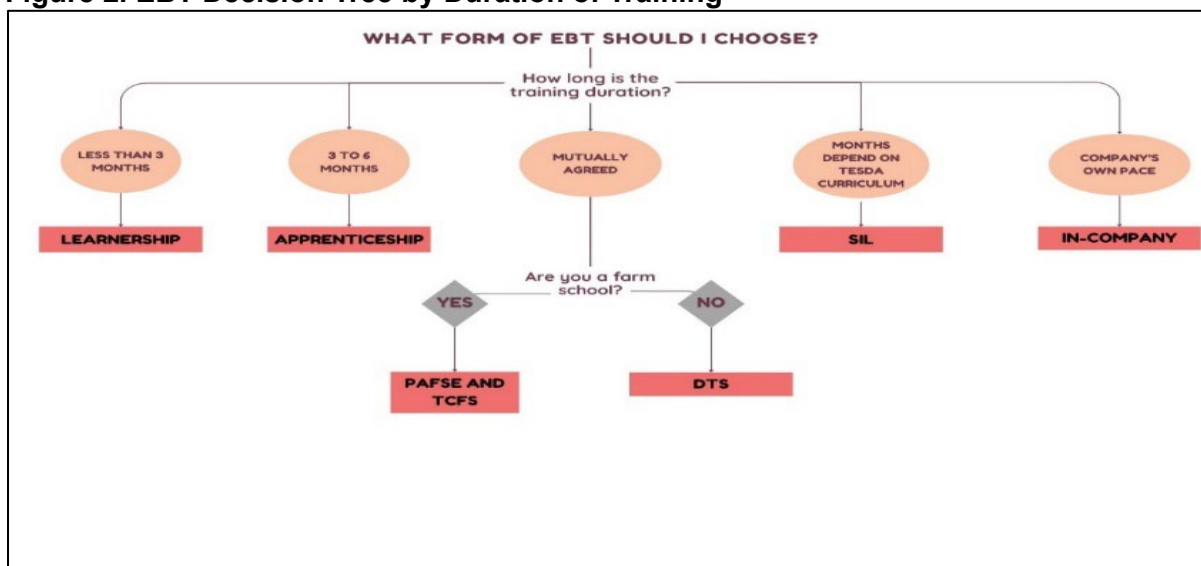 Figure 2. EBT Decision Tree by Duration of Training
WHAT FORM OF EBT SHOULD I CHOOSE?
How long is the
training duration?
LESS THAN 3
MONTHS
3 TO 6
MONTHS
MUTUALLY
AGREED
MONTHS
DEPEND ON
TESDA
CURRICULUM
COMPANY'S
OWN PACE
LEARNERSHIP
APPRENTICESHIP
SIL
IN-COMPANY
Are you a farm
school?
YES
NO
PAFSE AND
TCFS
DTS